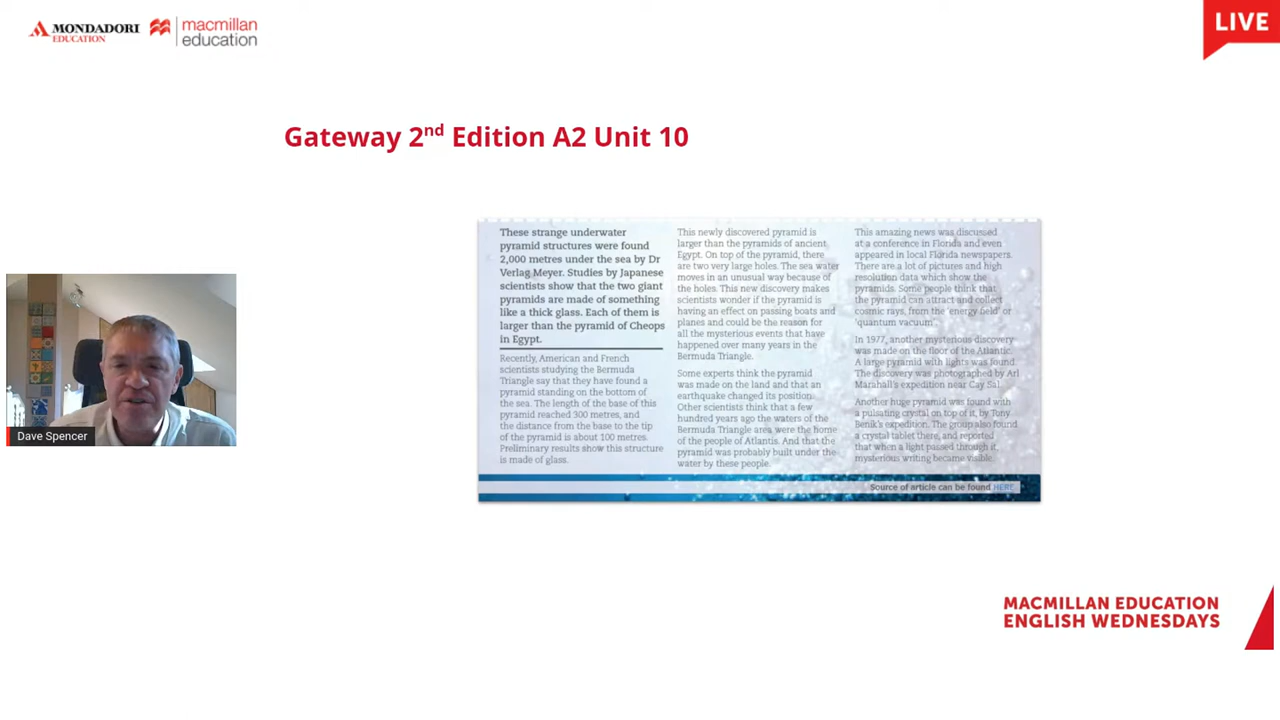 MONDADORI
EDUCATION
macmillan
education
LIVE
Gateway 2nd Edition A2 Unit 10
These strange underwater
pyramid structures were found
2,000 metres under the sea by Dr
Verlag Meyer. Studies by Japanese
scientists show that the two giant
pyramids are made of something
like a thick glass. Each of them is
larger than the pyramid of Cheops
in Egypt.
Recently, American and French
scientists studying the Bermuda
Triangle say that they have found a
pyramid standing on the bottom of
the sea. The length of the base of this
pyramid reached 300 metres, and
the distance from the base to the tip
of the pyramid is about 100 metres.
Preliminary results show this structure
is made of glass.
This newly discovered pyramid is
larger than the pyramids of ancient
Egypt. On top of the pyramid, there
are two very large holes. The sea water
moves in an unusual way because of
the holes. This new discovery makes
scientists wonder if the pyramid is
having an effect on passing boats and
planes and could be the reason for
all the mysterious events that have
happened over many years in the
Bermuda Triangle.
Some experts think the pyramid
was made on the land and that an
earthquake changed its position.
Other scientists think that a few
hundred years ago the waters of the
Bermuda Triangle area were the home
of the people of Atlantis. And that the
pyramid was probably built under the
water by these people.
This amazing news was discussed
at a conference in Florida and even
appeared in local Florida newspapers.
There are a lot of pictures and high
resolution data which show the
pyramids. Some people think that
the pyramid can attract and collect
cosmic rays, from the 'energy field' or
'quantum vacuum'.
In 1977, another mysterious discovery
was made on the floor of the Atlantic.
A large pyramid with lights was found.
The discovery was photographed by Arl
Marahall's expedition near Cay Sal.
Another huge pyramid was found with
a pulsating crystal on top of it, by Tony
Benik's expedition. The group also found
a crystal tablet there, and reported
that when a light passed through it,
mysterious writing became visible.
Source of article can be found HERE
Dave Spencer
MACMILLAN EDUCATION
ENGLISH WEDNESDAYS